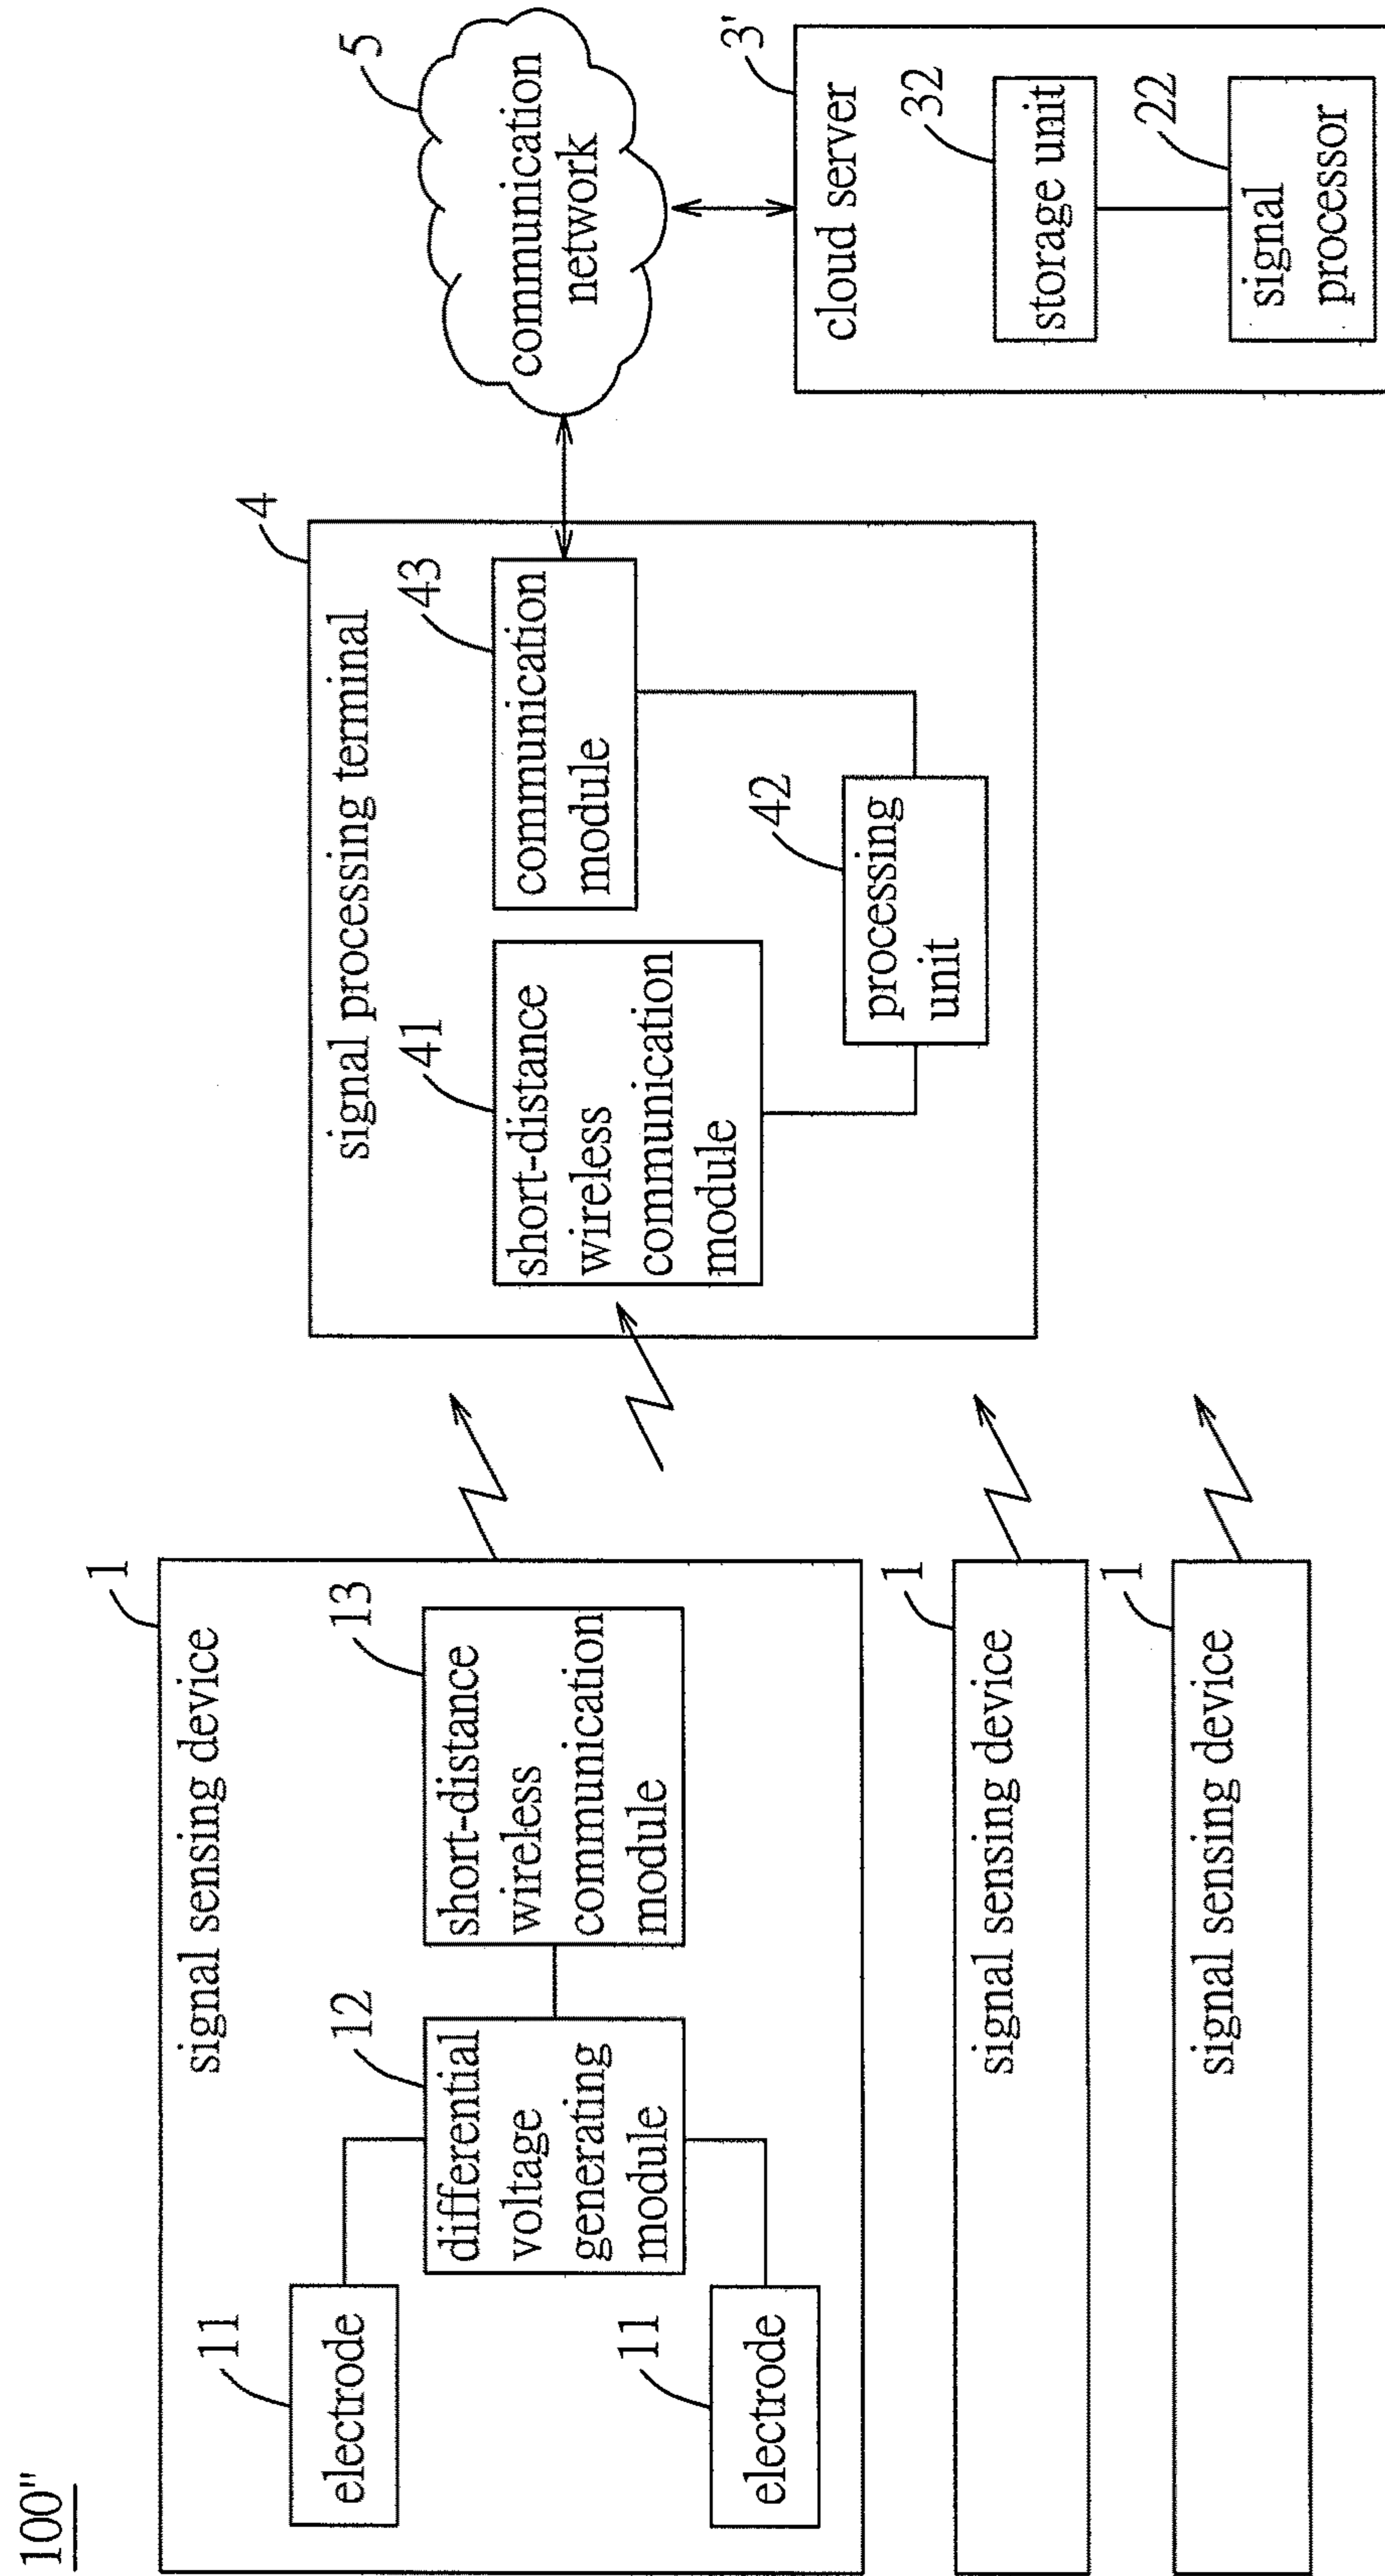 100"
1
signal sensing device
11
electrode
11
electrode
12
differential
voltage
generating
module
13
short-distance
wireless
communication
module
1
signal sensing device
1
signal sensing device
4
signal processing terminal
41
short-distance
wireless
communication
module
43
communication
module
42
processing
unit
5
communication
network
3'
cloud server
32
storage unit
22
signal
processor